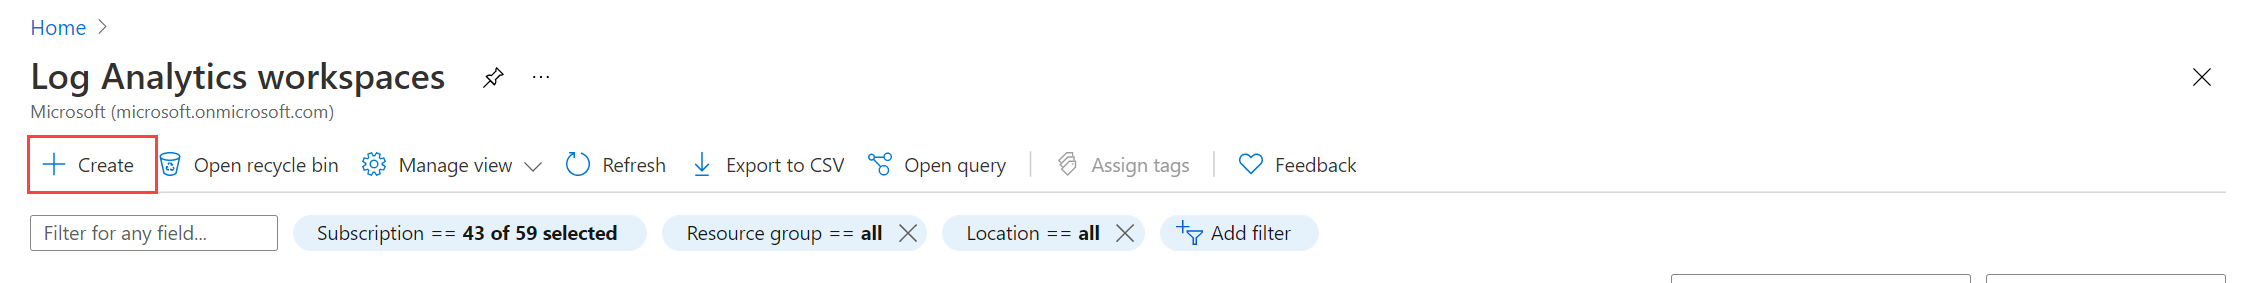 Home
Log Analytics workspaces ...
Microsoft (microsoft.onmicrosoft.com)
Create Open recycle bin Manage view Refresh Export to CSV Open query Assign tags Feedback
Filter for any field... Subscription == 43 of 59 selected Resource group == all Location == all Add filter